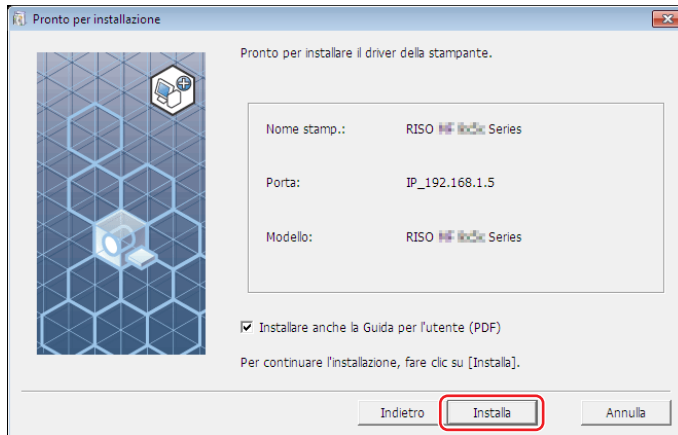 Pronto per installazione
Pronto per installare il driver della stampante.
Nome stamp.: RISO Series
Porta: IP_192.168.1.5
Modello: RISO Series
Installare anche la Guida per l'utente (PDF)
Per continuare l'installazione, fare clic su [Installa].
Indietro Installa Annulla